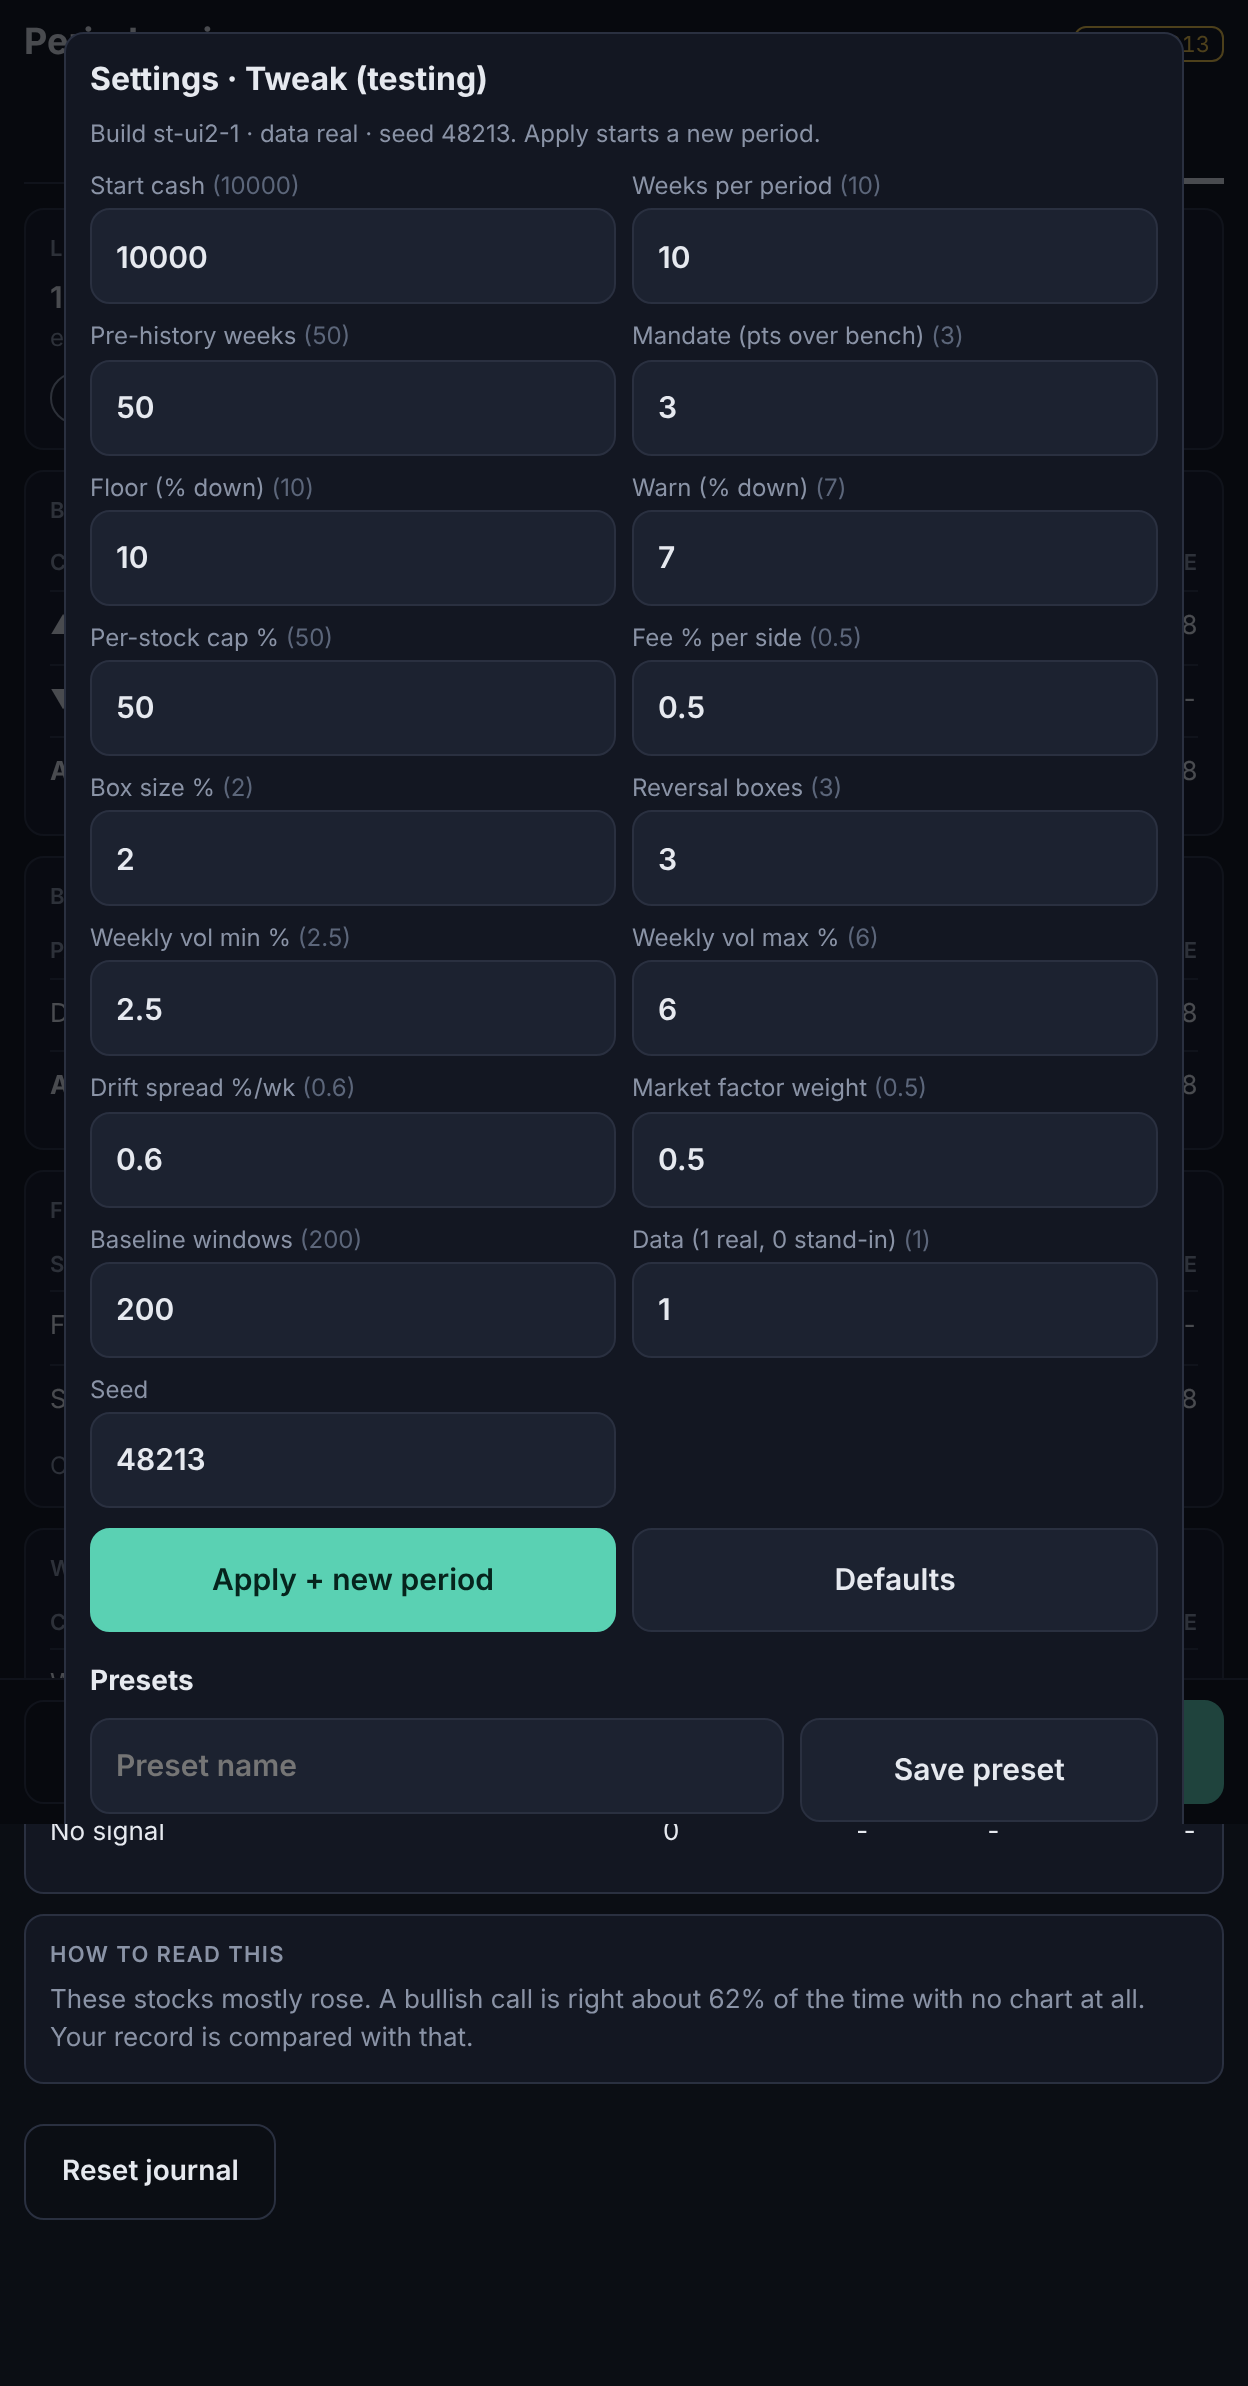 13
Settings · Tweak (testing)
Build st-ui2-1 · data real · seed 48213. Apply starts a new period.
Start cash (10000)
Weeks per period (10)
10000
10
Pre-history weeks (50)
Mandate (pts over bench) (3)
50
3
Floor (% down) (10)
Warn (% down) (7)
10
7
Per-stock cap % (50)
Fee % per side (0.5)
50
0.5
Box size % (2)
Reversal boxes (3)
2
3
Weekly vol min % (2.5)
Weekly vol max % (6)
2.5
6
Drift spread %/wk (0.6)
Market factor weight (0.5)
0.6
0.5
Baseline windows (200)
Data (1 real, 0 stand-in) (1)
200
1
Seed
48213
Apply + new period
Defaults
Presets
Preset name
Save preset
No signal 0 - - -
HOW TO READ THIS
These stocks mostly rose. A bullish call is right about 62% of the time with no chart at all.
Your record is compared with that.
Reset journal